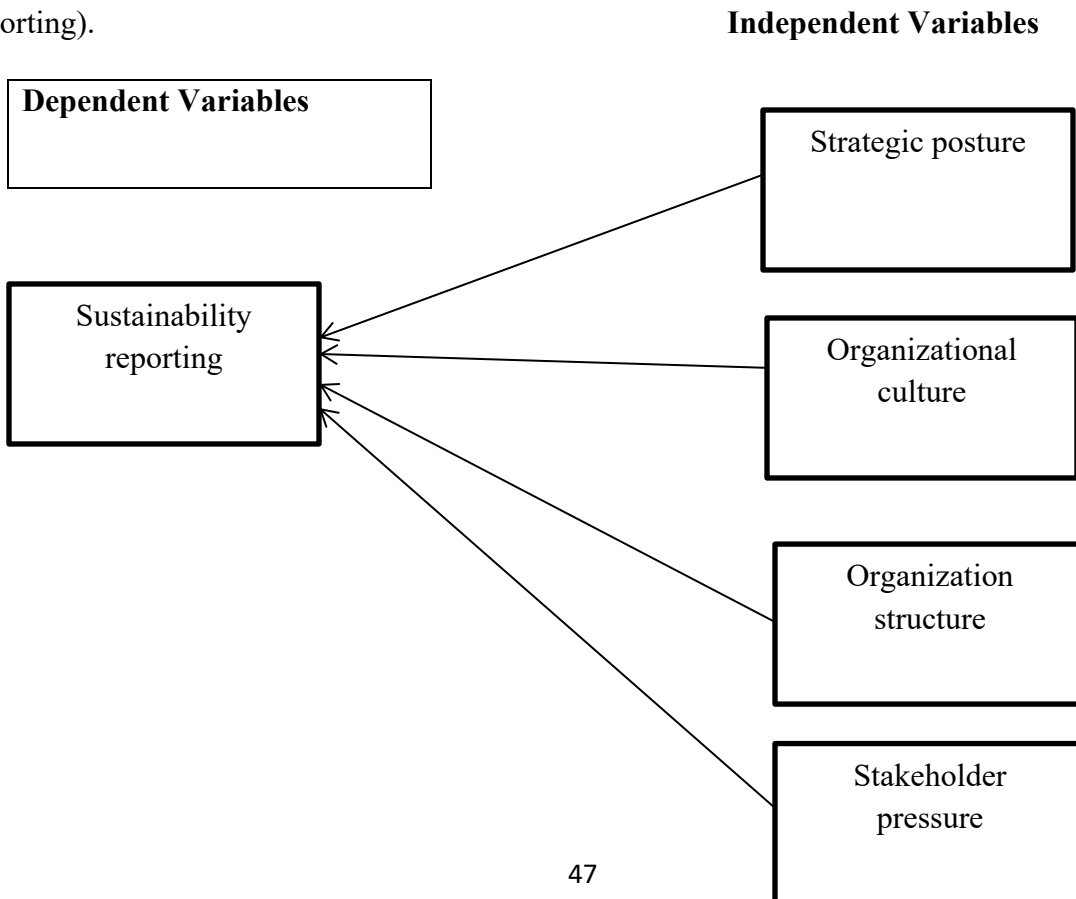 orting).
Independent Variables
Dependent Variables
Strategic posture
Sustainability
reporting
Organizational
culture
Organization
structure
Stakeholder
pressure
47